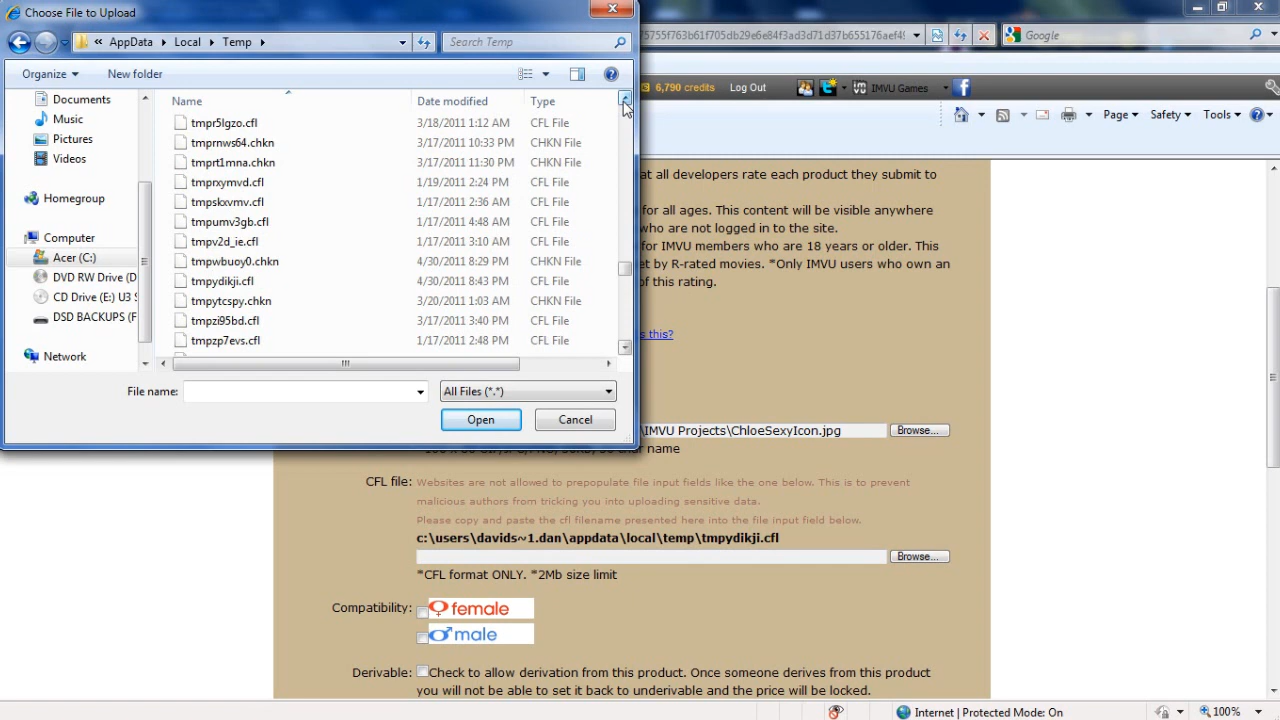 Choose File to Upload
« AppData ▸ Local ▸ Temp ▸
Search Temp
Organize
New folder
Documents
Music
Pictures
Videos
Homegroup
Computer
Acer (C:)
DVD RW Drive (
CD Drive (E:) U3 S
DSD BACKUPS (F
Network
Name Date modified Type
tmpr5lgzo.cfl 3/18/2011 1:12 AM CFL File
tmprnws64.chkn 3/17/2011 10:33 PM CHKN File
tmprt1mna.chkn 3/17/2011 11:30 PM CHKN File
tmprxymvd.cfl 1/19/2011 2:24 PM CFL File
tmpskxvmv.cfl 1/17/2011 2:36 AM CFL File
tmpumv3gb.cfl 1/17/2011 4:48 AM CFL File
tmpv2d_ie.cfl 1/17/2011 3:10 AM CFL File
tmpwbuoy0.chkn 4/30/2011 8:29 PM CHKN File
tmpydikji.cfl 4/30/2011 8:43 PM CFL File
tmpytcspy.chkn 3/20/2011 1:03 AM CHKN File
tmpzi95bd.cfl 3/17/2011 3:40 PM CFL File
tmpzp7evs.cfl 1/17/2011 2:48 PM CFL File
File name:
All Files (*.*)
Open
Cancel
Google
6,790 credits
Log Out
IMVU Games
Page
Safety
Tools
at all developers rate each product they submit to
for all ages. This content will be visible anywhere
who are not logged in to the site.
for IMVU members who are 18 years or older. This
et by R-rated movies. *Only IMVU users who own an
of this rating.
s this?
\IMVU Projects\ChloeSexyIcon.jpg
Browse...
name
CFL file:
Websites are not allowed to prepopulate file input fields like the one below. This is to prevent
malicious authors from tricking you into uploading sensitive data.
Please copy and paste the cfl filename presented here into the file input field below.
c:\users\davids~1.dan\appdata\local\temp\tmpydikji.cfl
Browse...
*CFL format ONLY. *2Mb size limit
Compatibility:
female
male
Derivable:
Check to allow derivation from this product. Once someone derives from this product
you will not be able to set it back to underivable and the price will be locked.
Internet | Protected Mode: On
100%